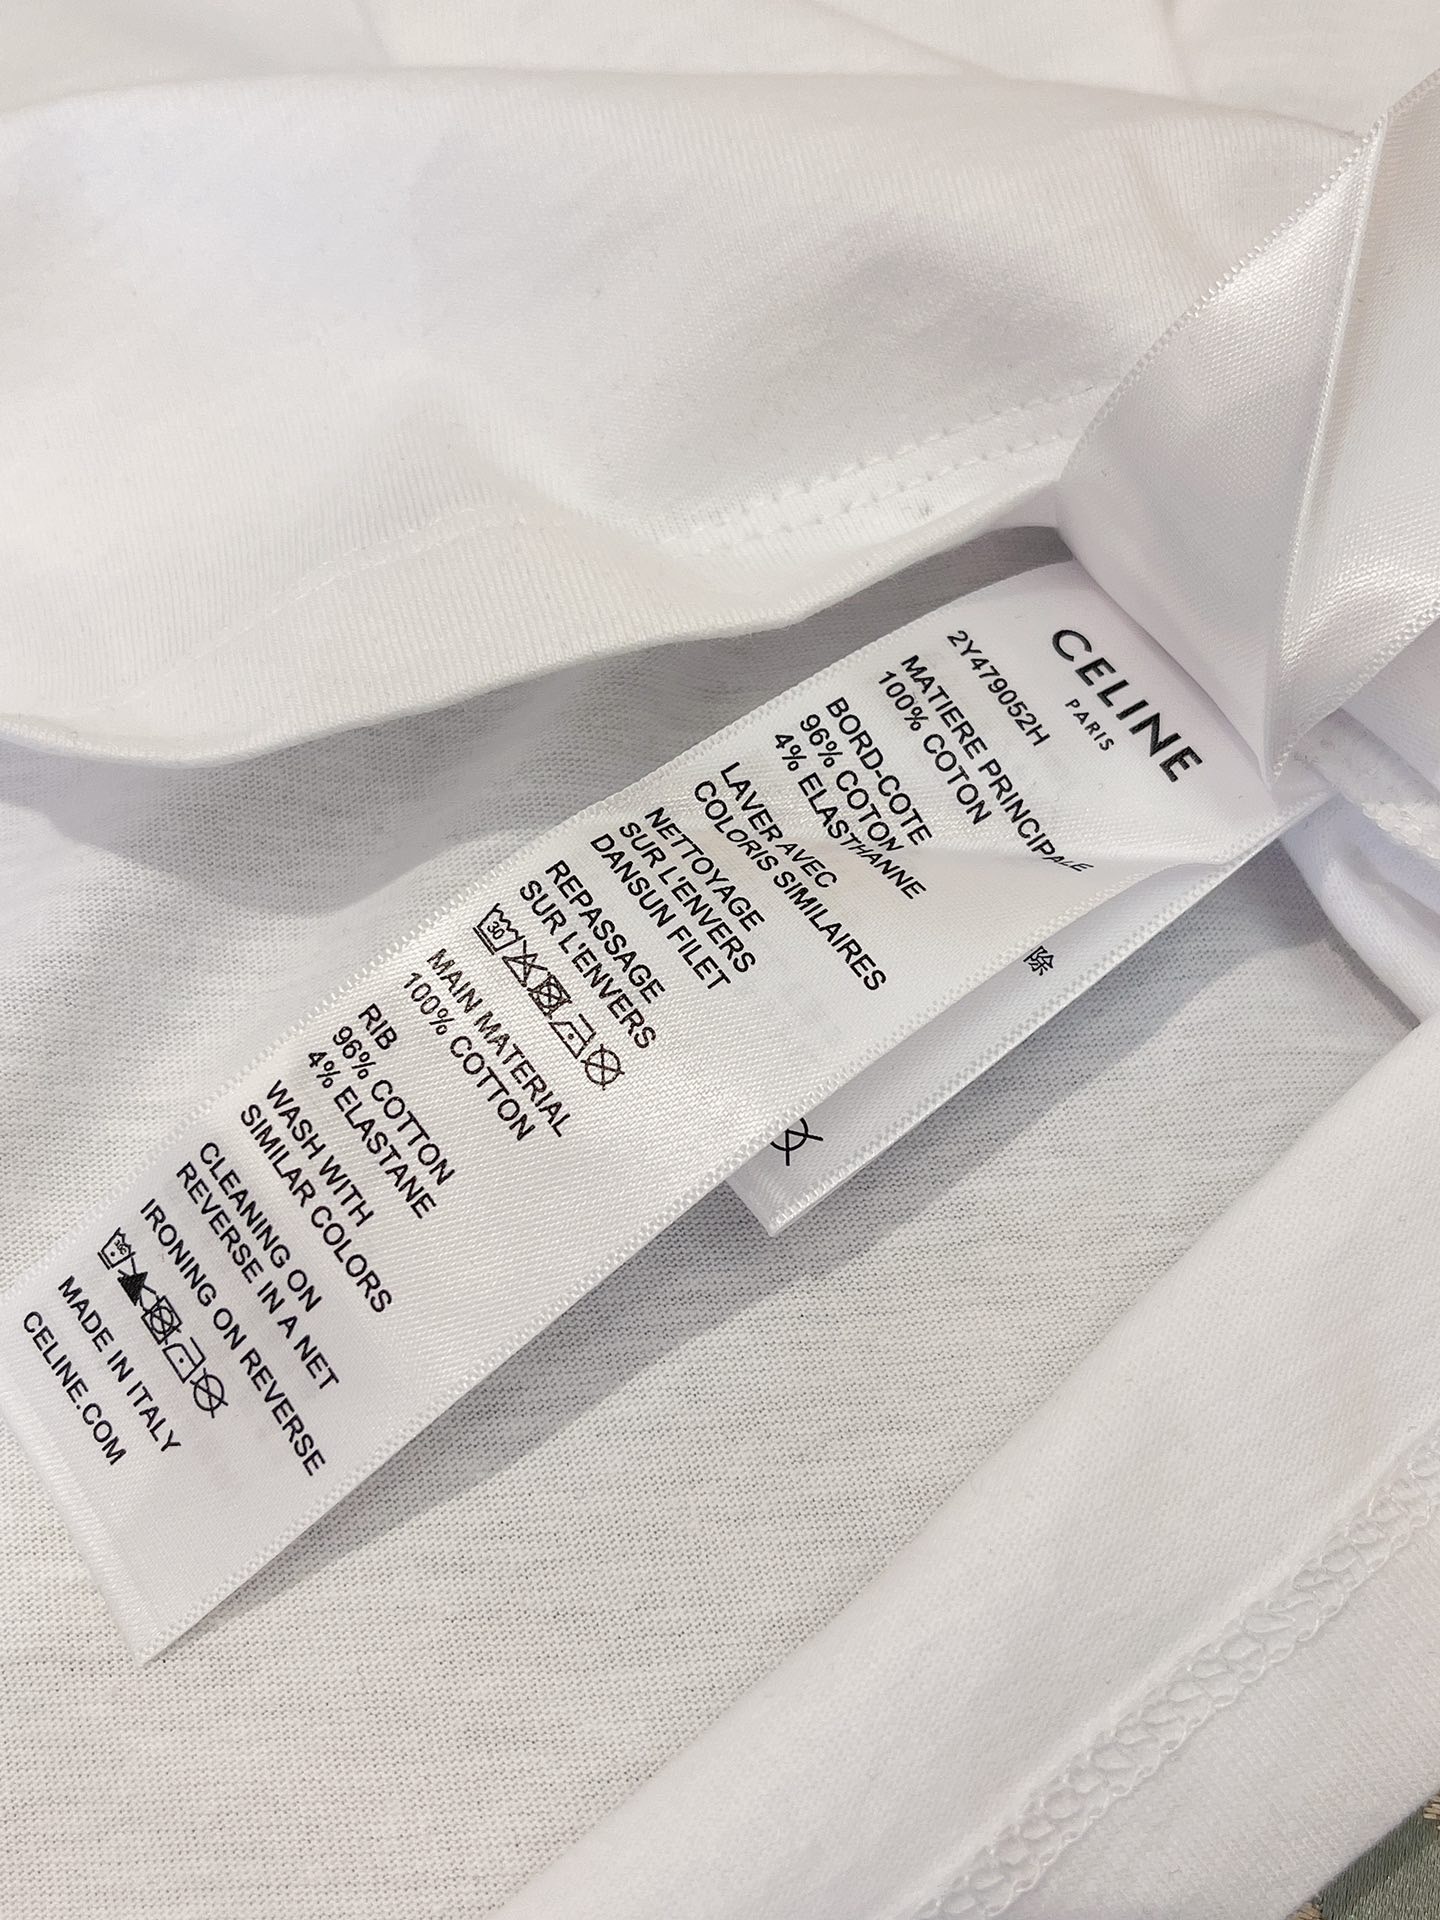 CELINE
PARIS
2Y479052H
MATIERE PRINCIPALE
100% COTON
BORD-COTE
96% COTON
4% ELASTHANNE
LAVER AVEC
COLORIS SIMILAIRES
NETTOYAGE
SUR L'ENVERS
DANSUN FILET
REPASSAGE
SUR L'ENVERS
30
MAIN MATERIAL
100% COTTON
RIB
96% COTTON
4% ELASTANE
WASH WITH
SIMILAR COLORS
CLEANING ON
REVERSE IN A NET
IRONING ON REVERSE
MADE IN ITALY
CELINE.COM
除